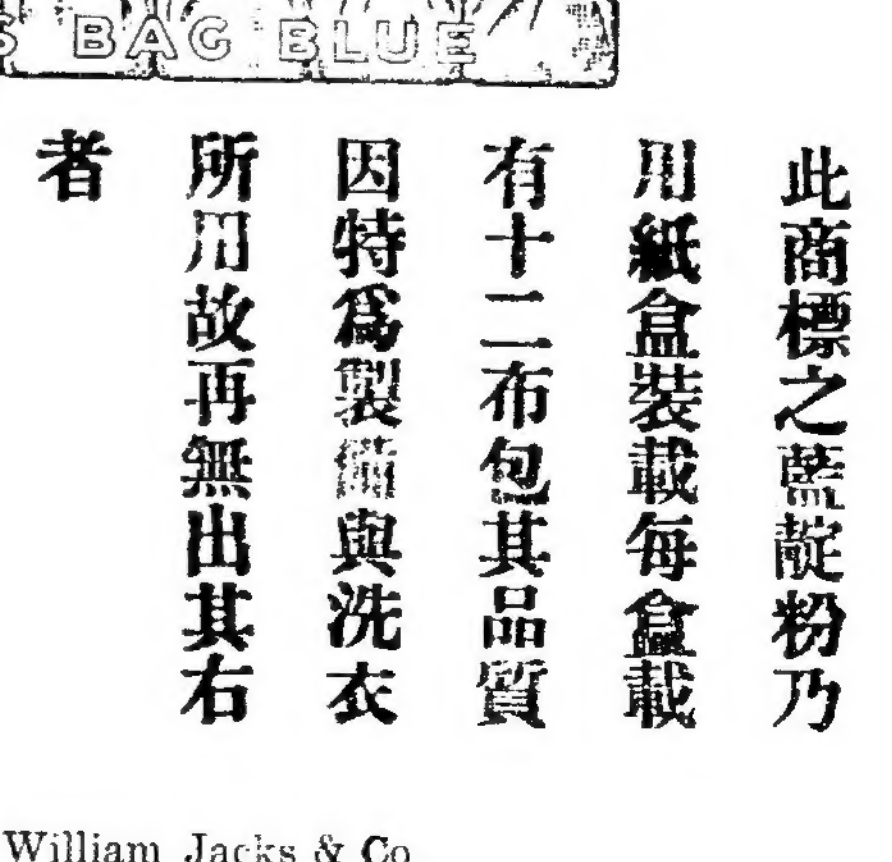 S BAG BLUE
此商標之藍靛粉乃
用紙盒裝載每盒載
有十二布包其品質
因特為製備與洗衣
所用故再無出其右
者
William Jacks & Co